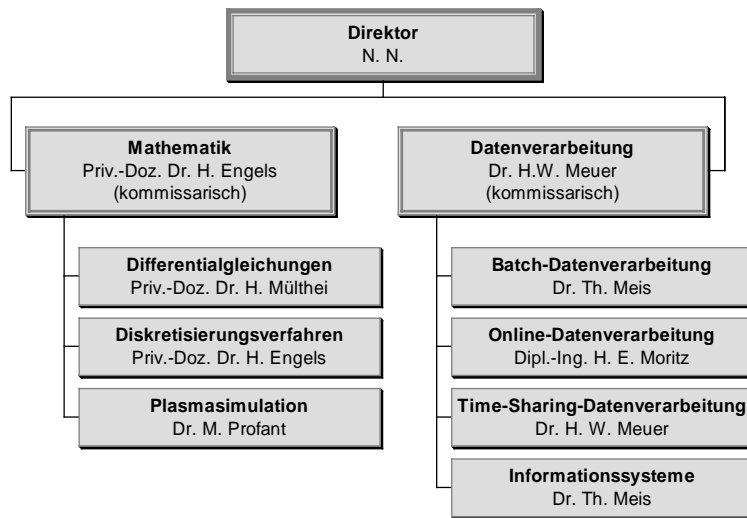 Direktor
N. N.
Mathematik
Priv.-Doz. Dr. H. Engels
(kommissarisch)
Differentialgleichungen
Priv.-Doz. Dr. H. Mülthei
Diskretisierungsverfahren
Priv.-Doz. Dr. H. Engels
Plasmasimulation
Dr. M. Profant
Datenverarbeitung
Dr. H.W. Meuer
(kommissarisch)
Batch-Datenverarbeitung
Dr. Th. Meis
Online-Datenverarbeitung
Dipl.-Ing. H. E. Moritz
Time-Sharing-Datenverarbeitung
Dr. H. W. Meuer
Informationssysteme
Dr. Th. Meis